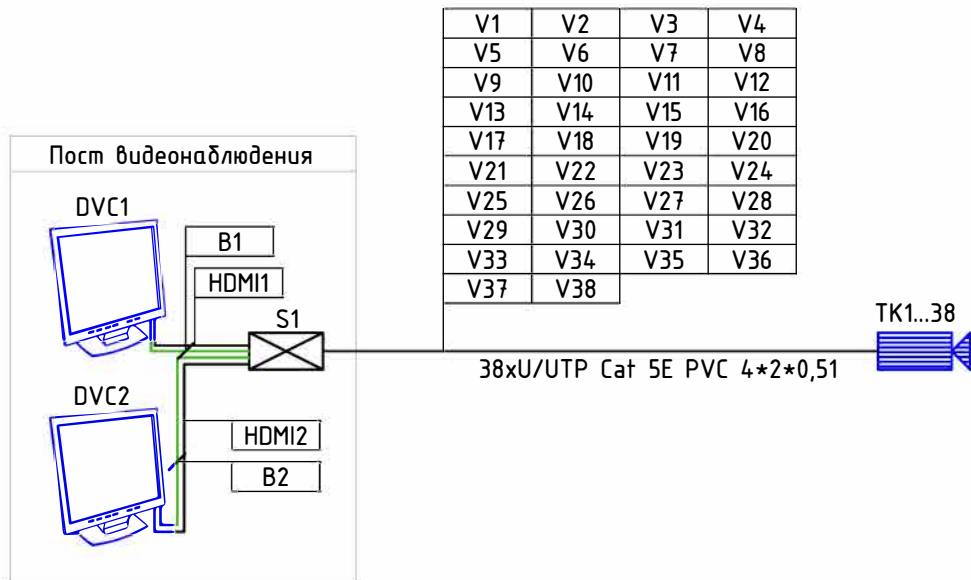 V1 V2 V3 V4
V5 V6 V7 V8
V9 V10 V11 V12
V13 V14 V15 V16
V17 V18 V19 V20
V21 V22 V23 V24
V25 V26 V27 V28
V29 V30 V31 V32
V33 V34 V35 V36
V37 V38
Пост видеонаблюдения
DVC1
B1
HDMI1
S1
TK1...38
38xU/UTP Cat 5E PVC 4*2*0,51
DVC2
HDMI2
B2